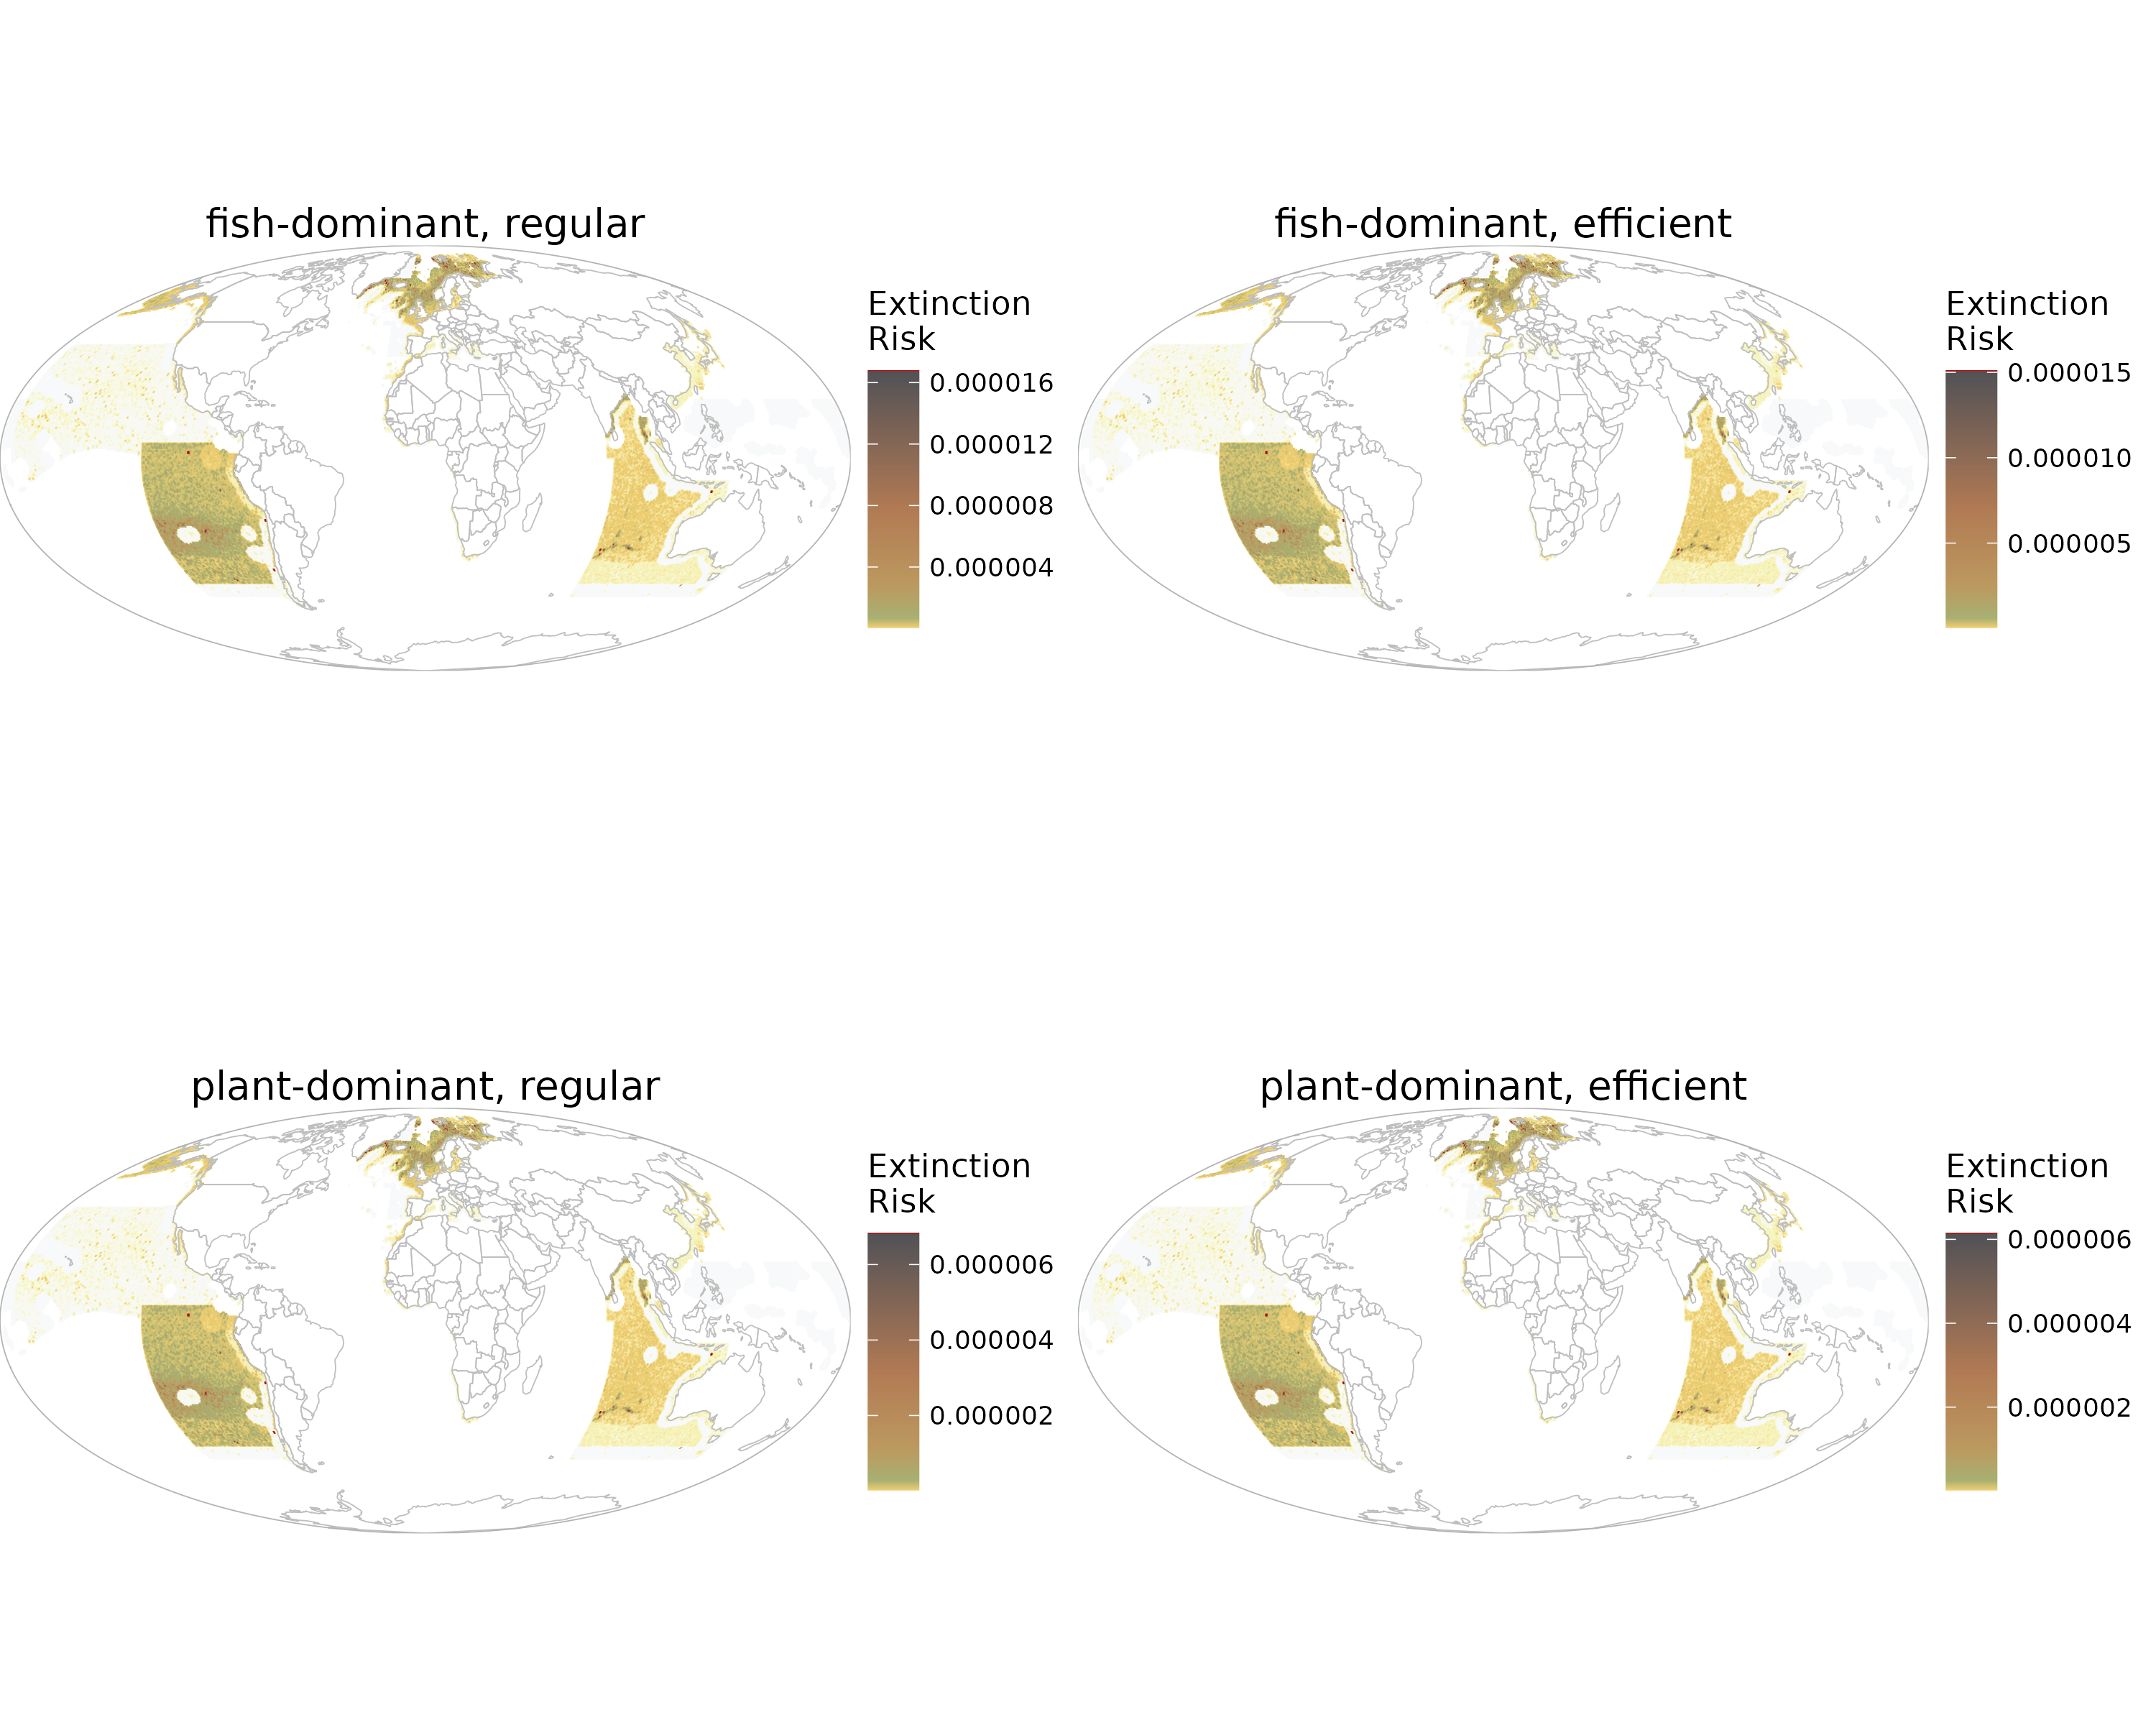 fish-dominant, regular
Extinction
Risk
0.000016
0.000012
0.000008
0.000004
fish-dominant, efficient
Extinction
Risk
0.000015
0.000010
0.000005
plant-dominant, regular
Extinction
Risk
0.000006
0.000004
0.000002
plant-dominant, efficient
Extinction
Risk
0.000006
0.000004
0.000002